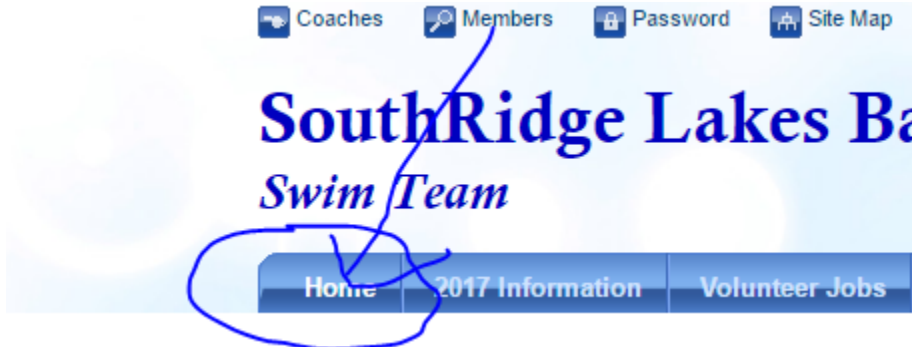 Coaches Members Password Site Map
SouthRidge Lakes Ba
Swim Team
Home 2017 Information Volunteer Jobs